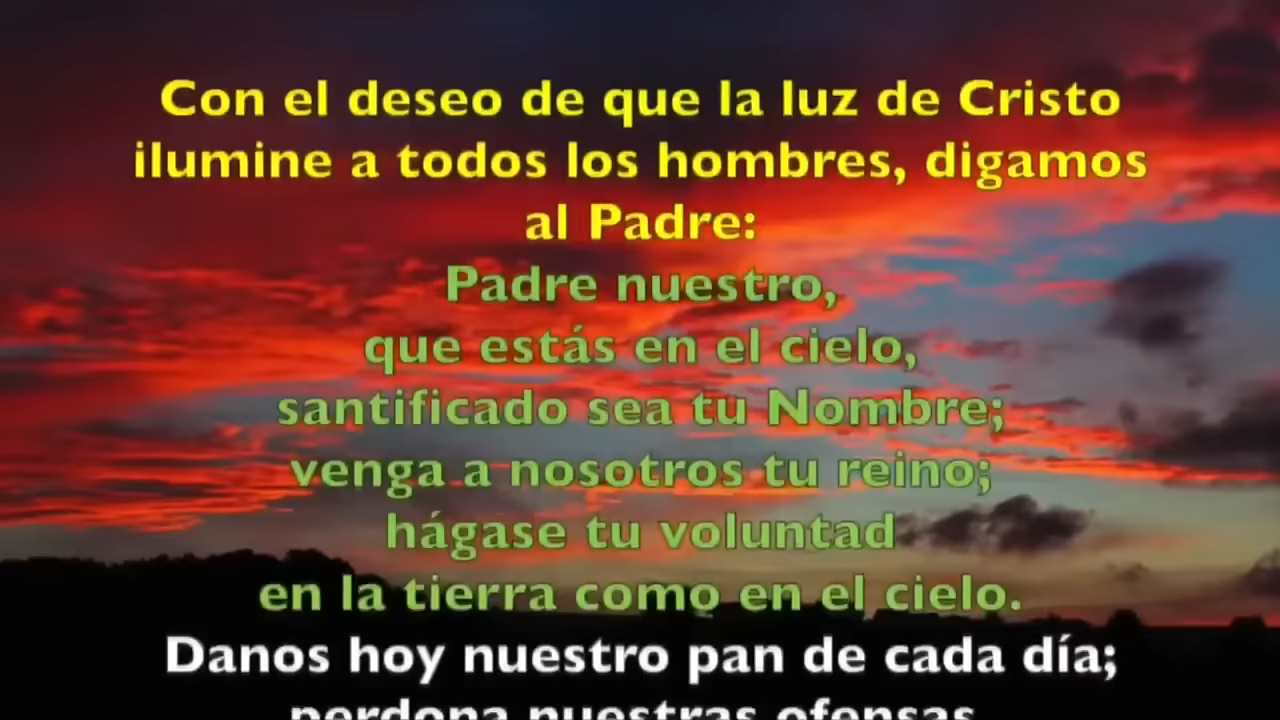 Con el deseo de que la luz de Cristo
ilumine a todos los hombres, digamos
al Padre:
Padre nuestro,
que estás en el cielo,
santificado sea tu Nombre;
venga a nosotros tu reino;
hágase tu voluntad
en la tierra como en el cielo.
Danos hoy nuestro pan de cada día;
perdona nuestras ofensas